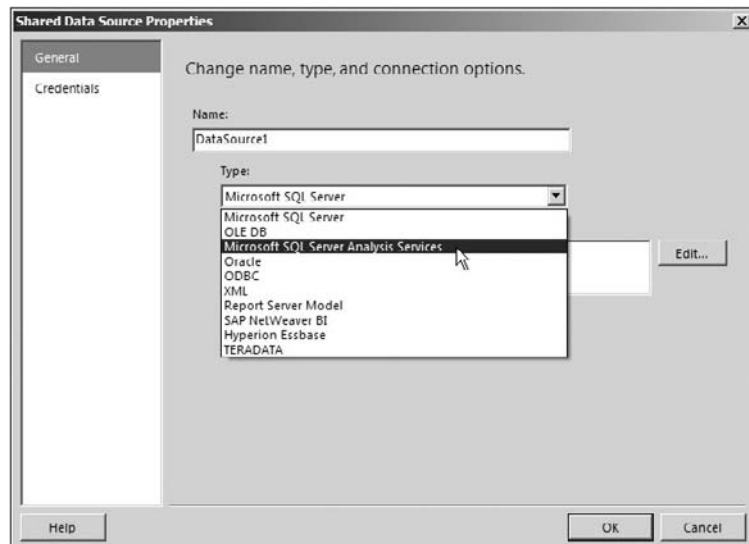 Shared Data Source Properties
General
Credentials
Change name, type, and connection options.
Name:
DataSource1
Type:
Microsoft SQL Server
Microsoft SQL Server
OLE DB
Microsoft SQL Server Analysis Services
Oracle
ODBC
XML
Report Server Model
SAP NetWeaver BI
Hyperion Essbase
TERADATA
Edit...
Help
OK
Cancel